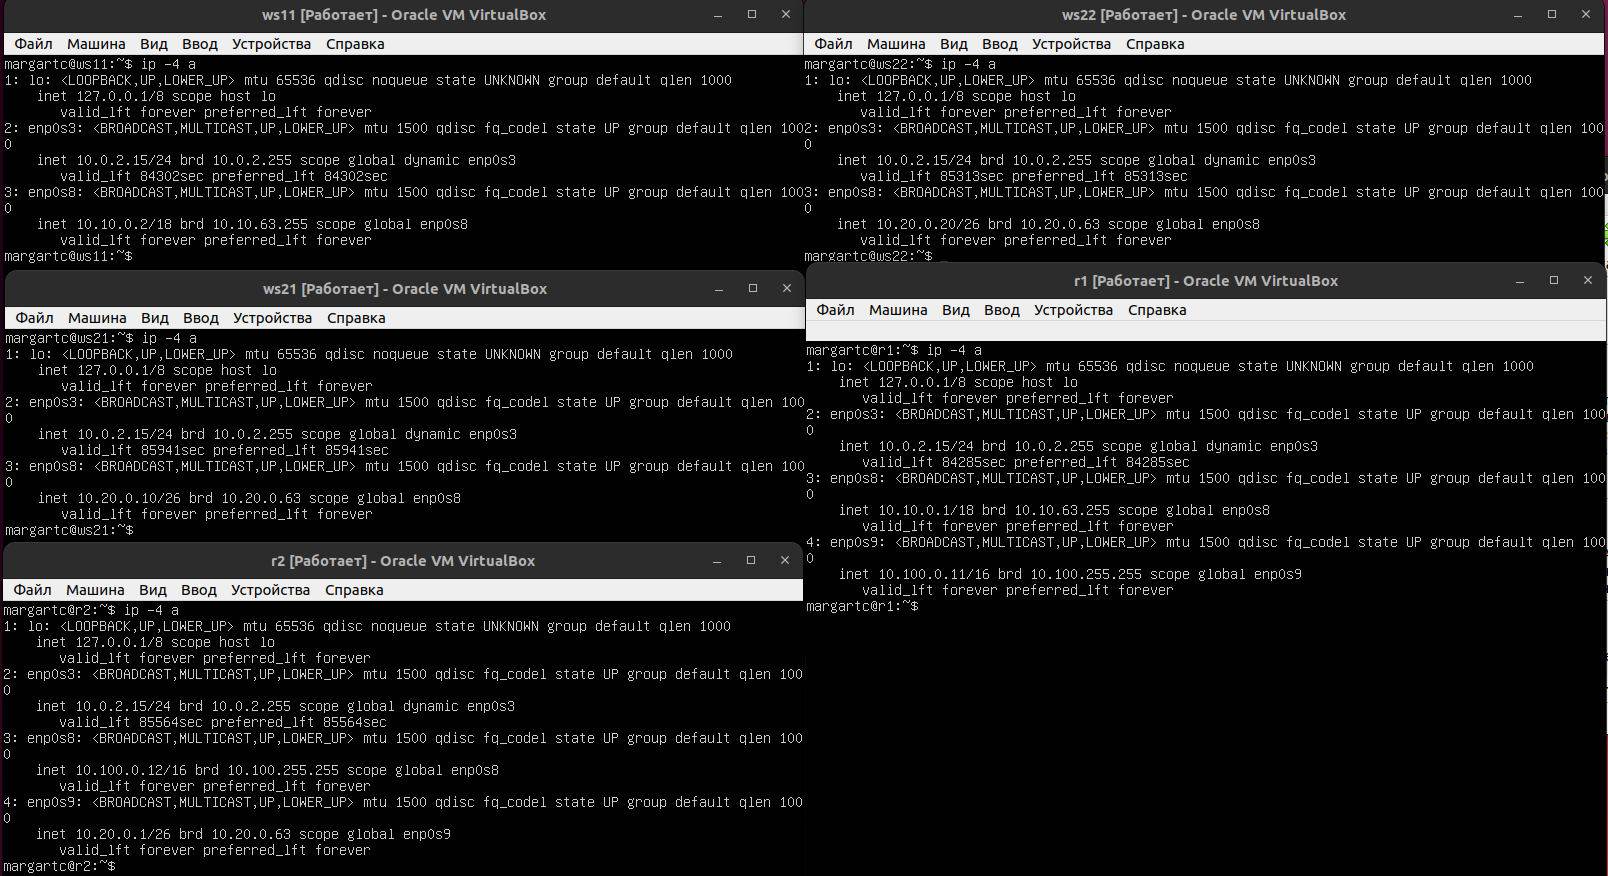 ws11 [Работает] - Oracle VM VirtualBox
Файл Машина Вид Ввод Устройства Справка
margartc@ws11:~$ ip -4 a
1: lo: <LOOPBACK,UP,LOWER_UP> mtu 65536 qdisc noqueue state UNKNOWN group default qlen 1000
inet 127.0.0.1/8 scope host lo
valid_lft forever preferred_lft forever
2: enp0s3: <BROADCAST,MULTICAST,UP,LOWER_UP> mtu 1500 qdisc fq_codel state UP group default qlen 100
0
inet 10.0.2.15/24 brd 10.0.2.255 scope global dynamic enp0s3
valid_lft 84302sec preferred_lft 84302sec
3: enp0s8: <BROADCAST,MULTICAST,UP,LOWER_UP> mtu 1500 qdisc fq_codel state UP group default qlen 100
0
inet 10.10.0.2/18 brd 10.10.63.255 scope global enp0s8
valid_lft forever preferred_lft forever
margartc@ws11:~$
ws22 [Работает] - Oracle VM VirtualBox
Файл Машина Вид Ввод Устройства Справка
margartc@ws22:~$ ip -4 a
1: lo: <LOOPBACK,UP,LOWER_UP> mtu 65536 qdisc noqueue state UNKNOWN group default qlen 1000
inet 127.0.0.1/8 scope host lo
valid_lft forever preferred_lft forever
2: enp0s3: <BROADCAST,MULTICAST,UP,LOWER_UP> mtu 1500 qdisc fq_codel state UP group default qlen 100
0
inet 10.0.2.15/24 brd 10.0.2.255 scope global dynamic enp0s3
valid_lft 85313sec preferred_lft 85313sec
3: enp0s8: <BROADCAST,MULTICAST,UP,LOWER_UP> mtu 1500 qdisc fq_codel state UP group default qlen 100
0
inet 10.20.0.20/26 brd 10.20.0.63 scope global enp0s8
valid_lft forever preferred_lft forever
margartc@ws22:~$ _
ws21 [Работает] - Oracle VM VirtualBox
Файл Машина Вид Ввод Устройства Справка
margartc@ws21:~$ ip -4 a
1: lo: <LOOPBACK,UP,LOWER_UP> mtu 65536 qdisc noqueue state UNKNOWN group default qlen 1000
inet 127.0.0.1/8 scope host lo
valid_lft forever preferred_lft forever
2: enp0s3: <BROADCAST,MULTICAST,UP,LOWER_UP> mtu 1500 qdisc fq_codel state UP group default qlen 100
0
inet 10.0.2.15/24 brd 10.0.2.255 scope global dynamic enp0s3
valid_lft 85941sec preferred_lft 85941sec
3: enp0s8: <BROADCAST,MULTICAST,UP,LOWER_UP> mtu 1500 qdisc fq_codel state UP group default qlen 100
0
inet 10.20.0.10/26 brd 10.20.0.63 scope global enp0s8
valid_lft forever preferred_lft forever
margartc@ws21:~$
r1 [Работает] - Oracle VM VirtualBox
Файл Машина Вид Ввод Устройства Справка
margartc@r1:~$ ip -4 a
1: lo: <LOOPBACK,UP,LOWER_UP> mtu 65536 qdisc noqueue state UNKNOWN group default qlen 1000
inet 127.0.0.1/8 scope host lo
valid_lft forever preferred_lft forever
2: enp0s3: <BROADCAST,MULTICAST,UP,LOWER_UP> mtu 1500 qdisc fq_codel state UP group default qlen 100
0
inet 10.0.2.15/24 brd 10.0.2.255 scope global dynamic enp0s3
valid_lft 84285sec preferred_lft 84285sec
3: enp0s8: <BROADCAST,MULTICAST,UP,LOWER_UP> mtu 1500 qdisc fq_codel state UP group default qlen 100
0
inet 10.10.0.1/18 brd 10.10.63.255 scope global enp0s8
valid_lft forever preferred_lft forever
4: enp0s9: <BROADCAST,MULTICAST,UP,LOWER_UP> mtu 1500 qdisc fq_codel state UP group default qlen 100
0
inet 10.100.0.11/16 brd 10.100.255.255 scope global enp0s9
valid_lft forever preferred_lft forever
margartc@r1:~$
r2 [Работает] - Oracle VM VirtualBox
Файл Машина Вид Ввод Устройства Справка
margartc@r2:~$ ip -4 a
1: lo: <LOOPBACK,UP,LOWER_UP> mtu 65536 qdisc noqueue state UNKNOWN group default qlen 1000
inet 127.0.0.1/8 scope host lo
valid_lft forever preferred_lft forever
2: enp0s3: <BROADCAST,MULTICAST,UP,LOWER_UP> mtu 1500 qdisc fq_codel state UP group default qlen 100
0
inet 10.0.2.15/24 brd 10.0.2.255 scope global dynamic enp0s3
valid_lft 85564sec preferred_lft 85564sec
3: enp0s8: <BROADCAST,MULTICAST,UP,LOWER_UP> mtu 1500 qdisc fq_codel state UP group default qlen 100
0
inet 10.100.0.12/16 brd 10.100.255.255 scope global enp0s8
valid_lft forever preferred_lft forever
4: enp0s9: <BROADCAST,MULTICAST,UP,LOWER_UP> mtu 1500 qdisc fq_codel state UP group default qlen 100
0
inet 10.20.0.1/26 brd 10.20.0.63 scope global enp0s9
valid_lft forever preferred_lft forever
margartc@r2:~$